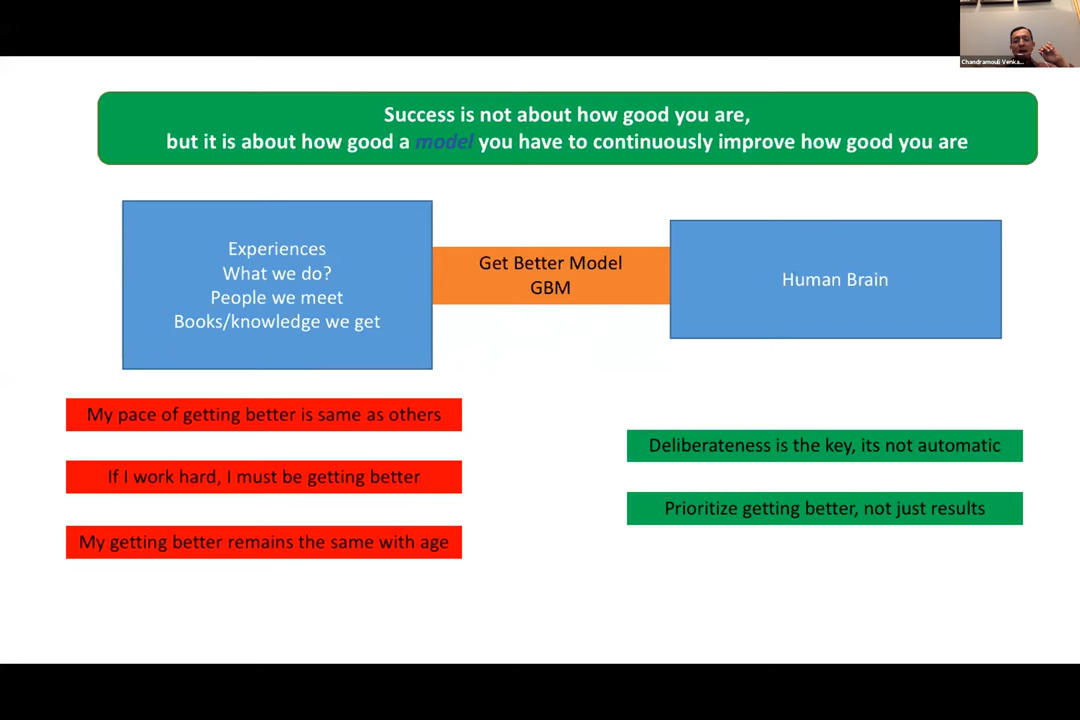 Chandramouli Venka...
Success is not about how good you are,
but it is about how good a model you have to continuously improve how good you are
Experiences
What we do?
People we meet
Books/knowledge we get
Get Better Model
GBM
Human Brain
My pace of getting better is same as others
If I work hard, I must be getting better
My getting better remains the same with age
Deliberateness is the key, its not automatic
Prioritize getting better, not just results